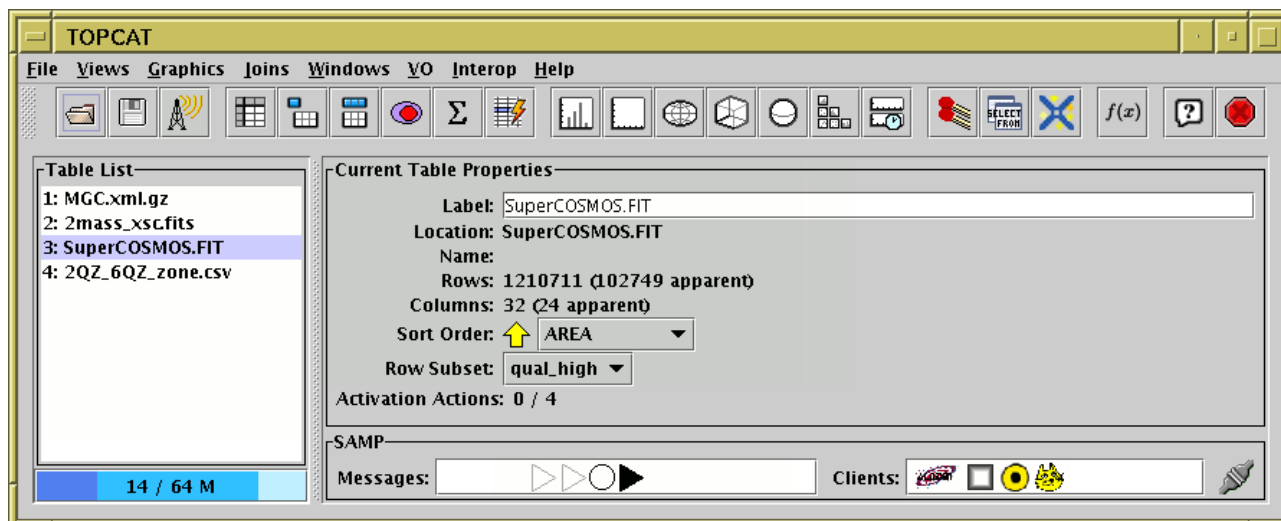 TOPCAT
File Views Graphics Joins Windows VO Interop Help
Σ SELECT FROM f(x) ?
Table List
1: MGC.xml.gz
2: 2mass_xsc.fits
3: SuperCOSMOS.FIT
4: 2QZ_6QZ_zone.csv
14 / 64 M
Current Table Properties
Label: SuperCOSMOS.FIT
Location: SuperCOSMOS.FIT
Name:
Rows: 1210711 (102749 apparent)
Columns: 32 (24 apparent)
Sort Order: AREA
Row Subset: qual_high
Activation Actions: 0 / 4
SAMP
Messages: Clients: